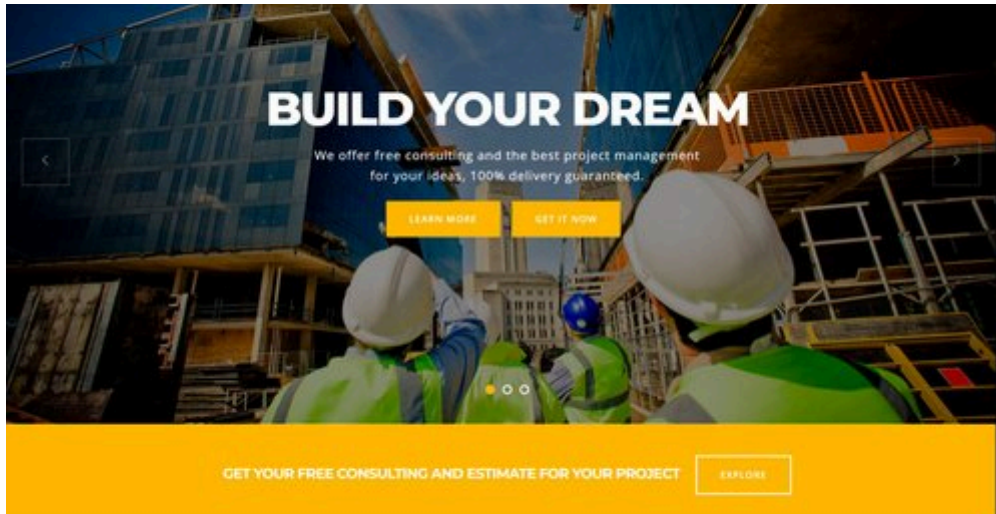 BUILD YOUR DREAM
We offer free consulting and the best project management
for your ideas, 100% delivery guaranteed.
LEARN MORE
GET IT NOW
GET YOUR FREE CONSULTING AND ESTIMATE FOR YOUR PROJECT
EXPLORE